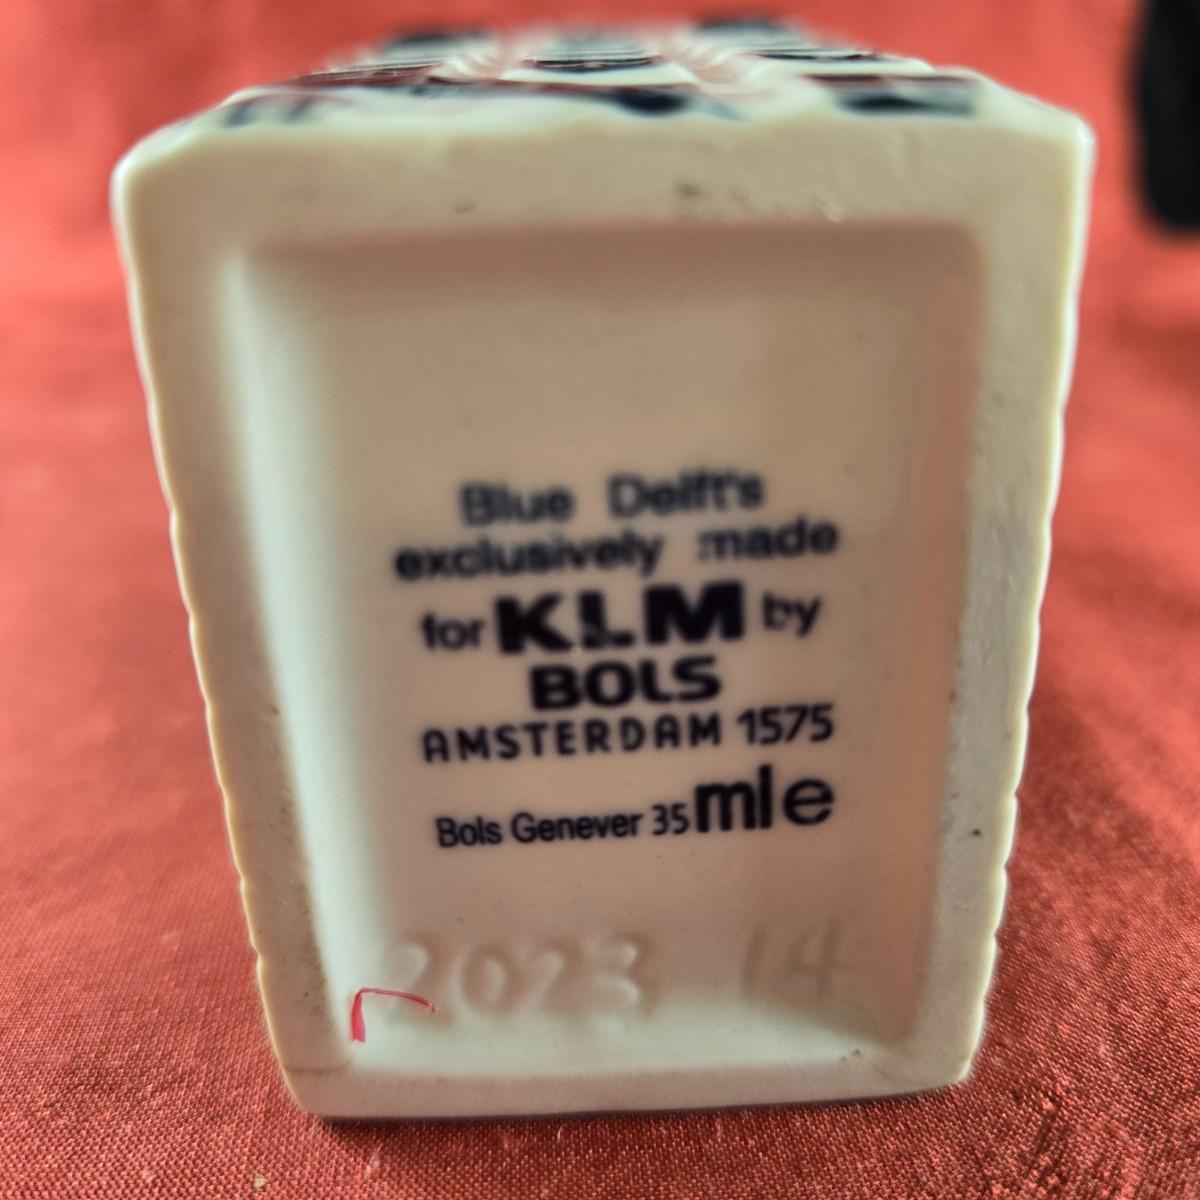 Blue Delft's
exclusively made
for KLM by
BOLS
AMSTERDAM 1575
Bols Genever 35 ml e
2023 14